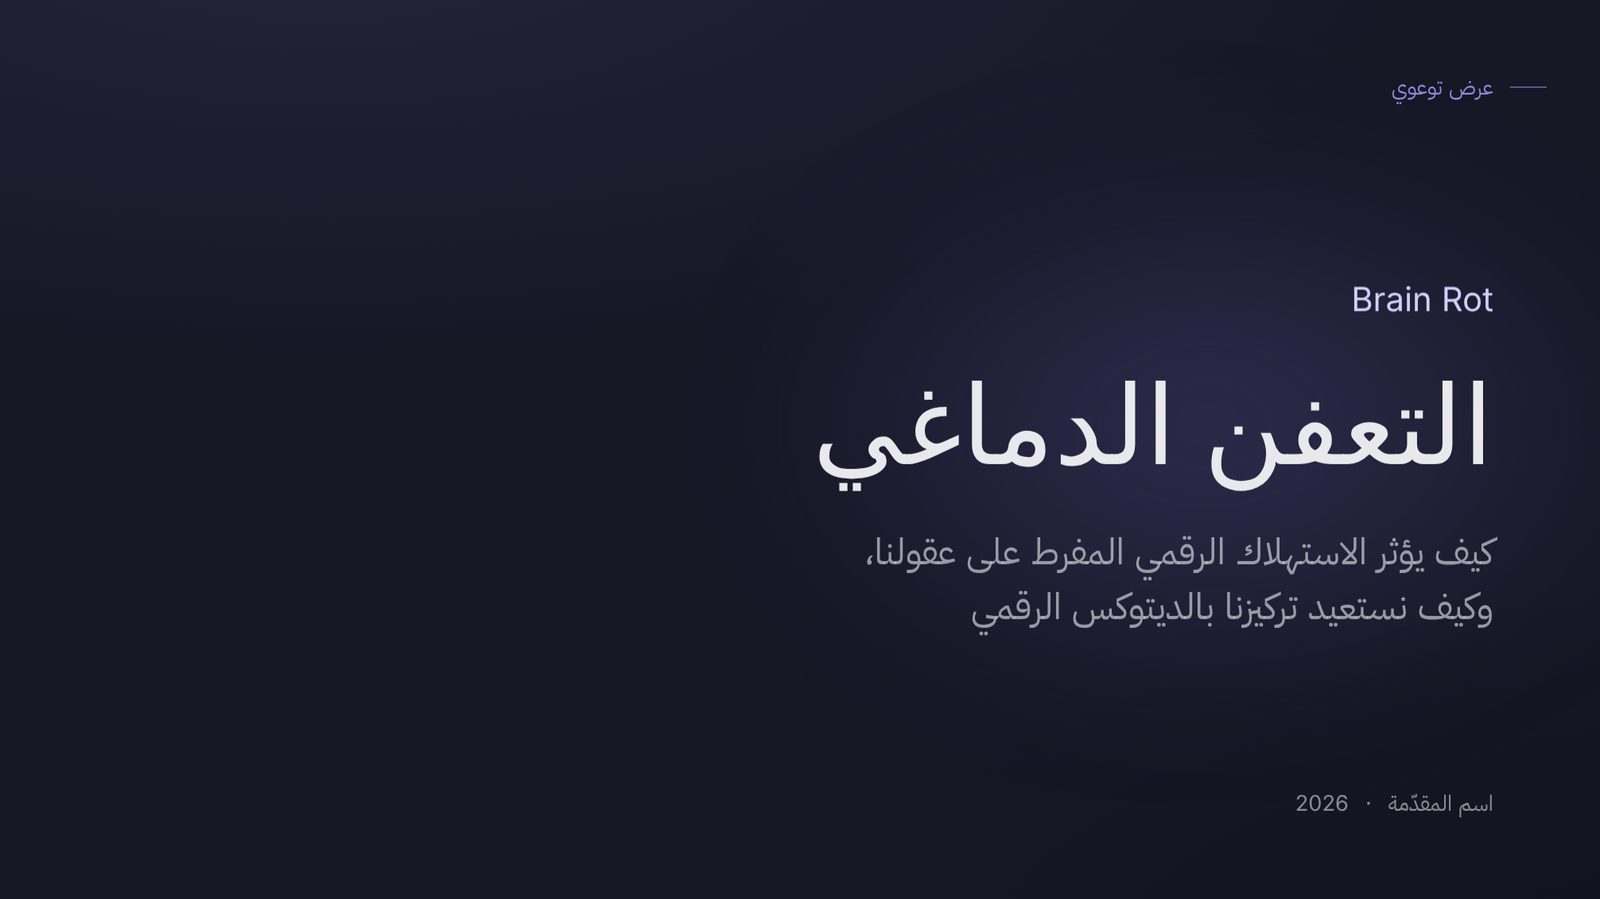 عرض توعوي
Brain Rot
التعفن الدماغي
كيف يؤثر الاستهلاك الرقمي المفرط على عقولنا،
وكيف نستعيد تركيزنا بالديتوكس الرقمي
اسم المقدّمة · 2026